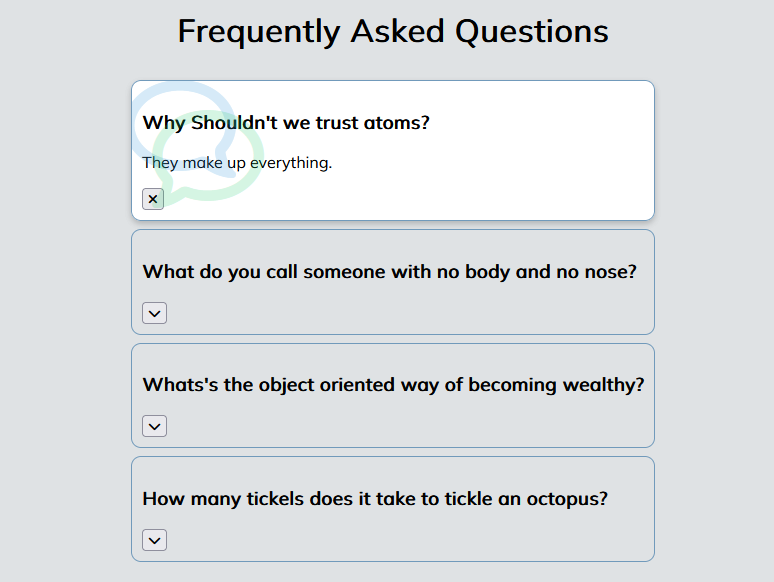 Frequently Asked Questions
Why Shouldn't we trust atoms?
They make up everything.
What do you call someone with no body and no nose?
Whats's the object oriented way of becoming wealthy?
How many tickels does it take to tickle an octopus?